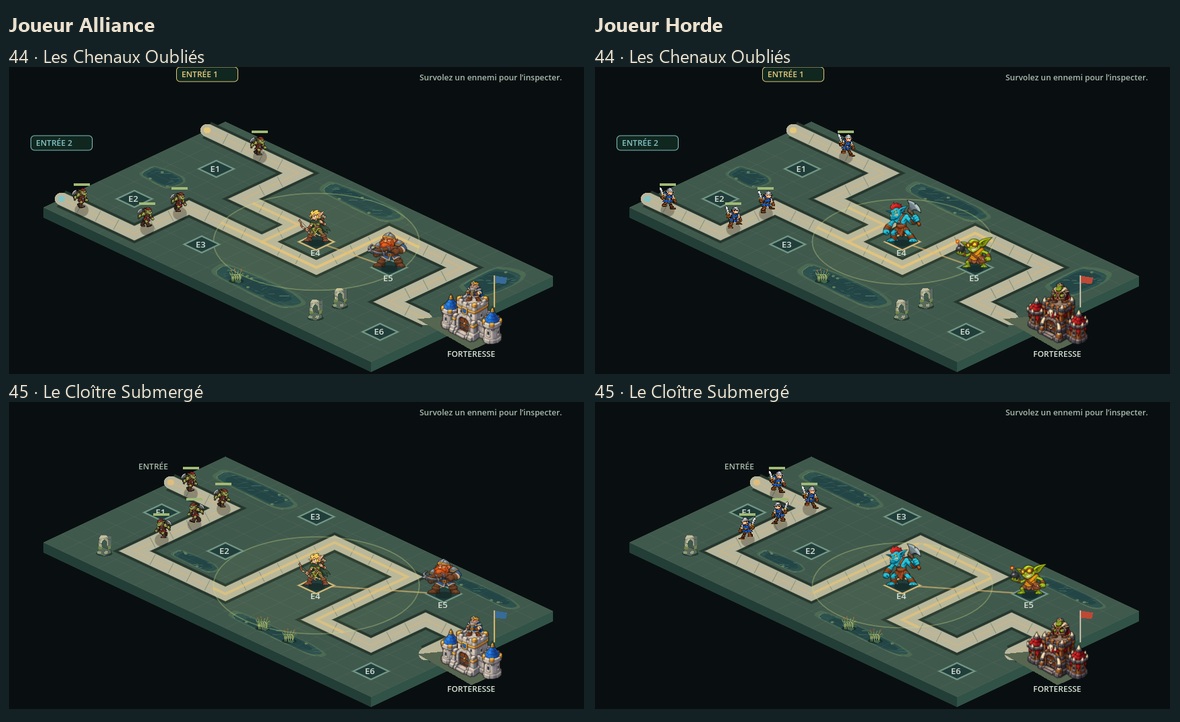 Joueur Alliance
44 · Les Chenaux Oubliés
ENTRÉE 1
Survolez un ennemi pour l'inspecter.
ENTRÉE 2
E1
E2
E3
E4
E5
E6
FORTERESSE
Joueur Horde
44 · Les Chenaux Oubliés
ENTRÉE 1
Survolez un ennemi pour l'inspecter.
ENTRÉE 2
E1
E2
E3
E4
E5
E6
FORTERESSE
45 · Le Cloître Submergé
Survolez un ennemi pour l'inspecter.
ENTRÉE
E1
E3
E2
E4
E5
E6
FORTERESSE
45 · Le Cloître Submergé
Survolez un ennemi pour l'inspecter.
ENTRÉE
E1
E3
E2
E4
E5
E6
FORTERESSE